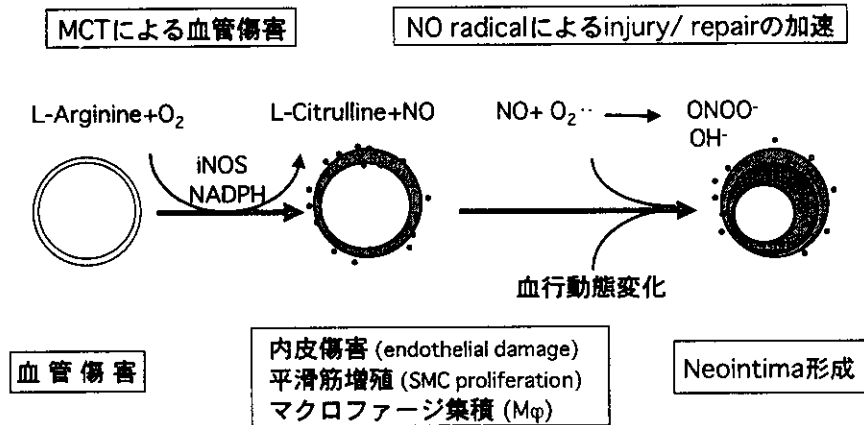 MCTによる血管傷害
NO radicalによるinjury/ repairの加速
L-Arginine+O₂
L-Citrulline+NO
NO+ O₂··
ONOO-
OH-
iNOS
NADPH
血行動態変化
血管傷害
内皮傷害 (endothelial damage)
平滑筋増殖 (SMC proliferation)
マクロファージ集積 (Mφ)
Neointima形成